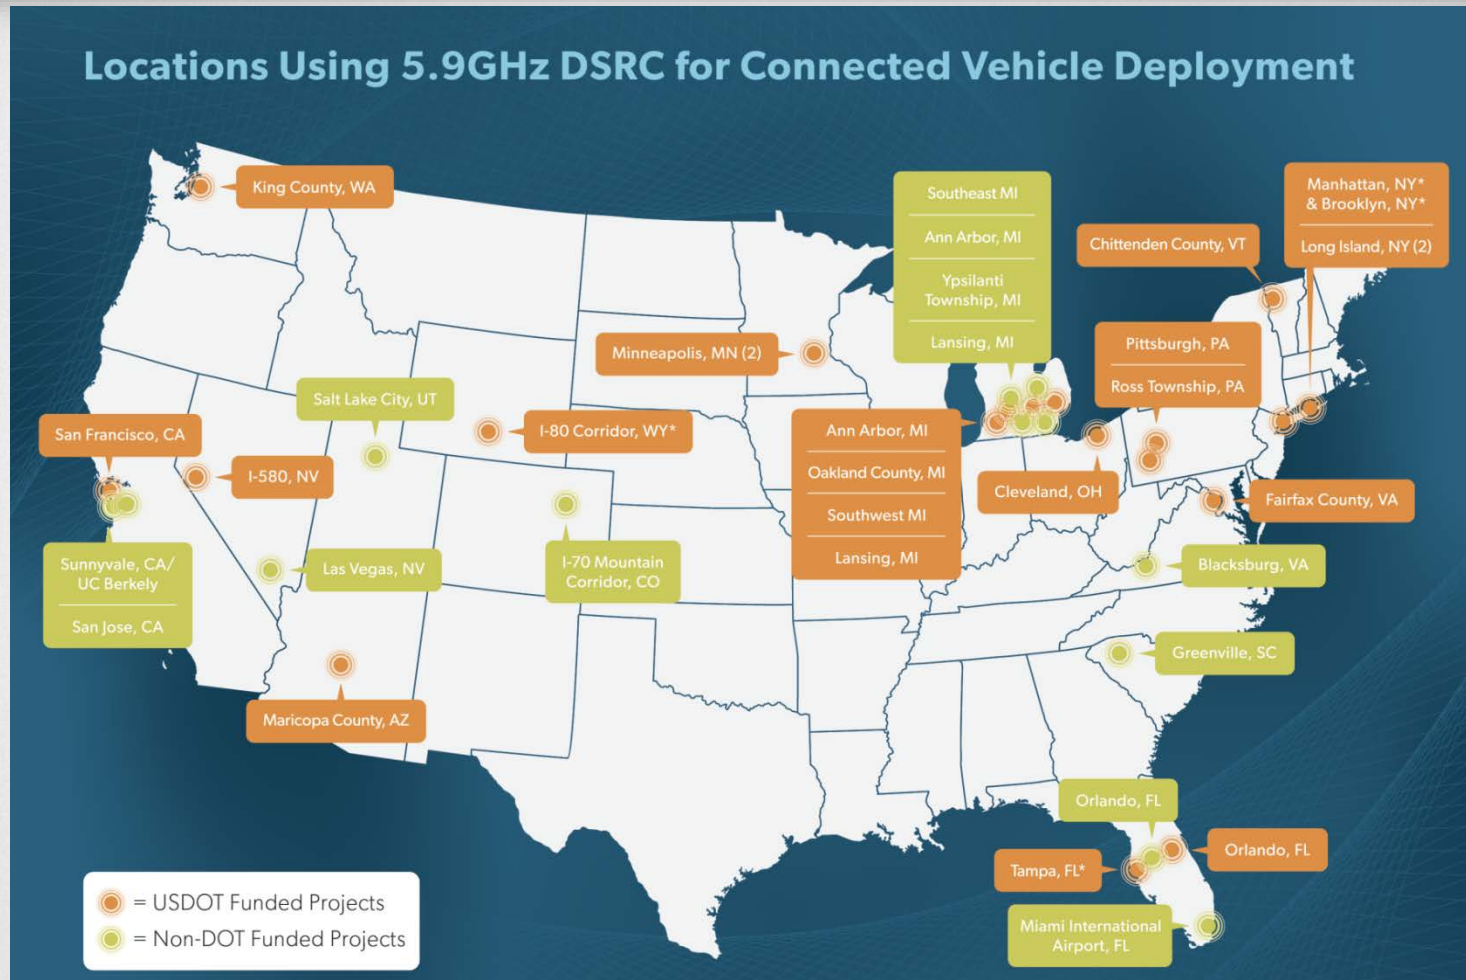 Locations Using 5.9GHz DSRC for Connected Vehicle Deployment
King County, WA
Southeast MI
Ann Arbor, MI
Ypsilanti
Township, MI
Lansing, MI
Chittenden County, VT
Manhattan, NY*
& Brooklyn, NY*
Long Island, NY (2)
Minneapolis, MN (2)
Pittsburgh, PA
Ross Township, PA
Salt Lake City, UT
San Francisco, CA
I-80 Corridor, WY*
I-580, NV
Ann Arbor, MI
Oakland County, MI
Southwest MI
Lansing, MI
Cleveland, OH
Fairfax County, VA
Sunnyvale, CA/
UC Berkely
San Jose, CA
Las Vegas, NV
I-70 Mountain
Corridor, CO
Blacksburg, VA
Greenville, SC
Maricopa County, AZ
Orlando, FL
Orlando, FL
Tampa, FL*
Miami International
Airport, FL
= USDOT Funded Projects
= Non-DOT Funded Projects